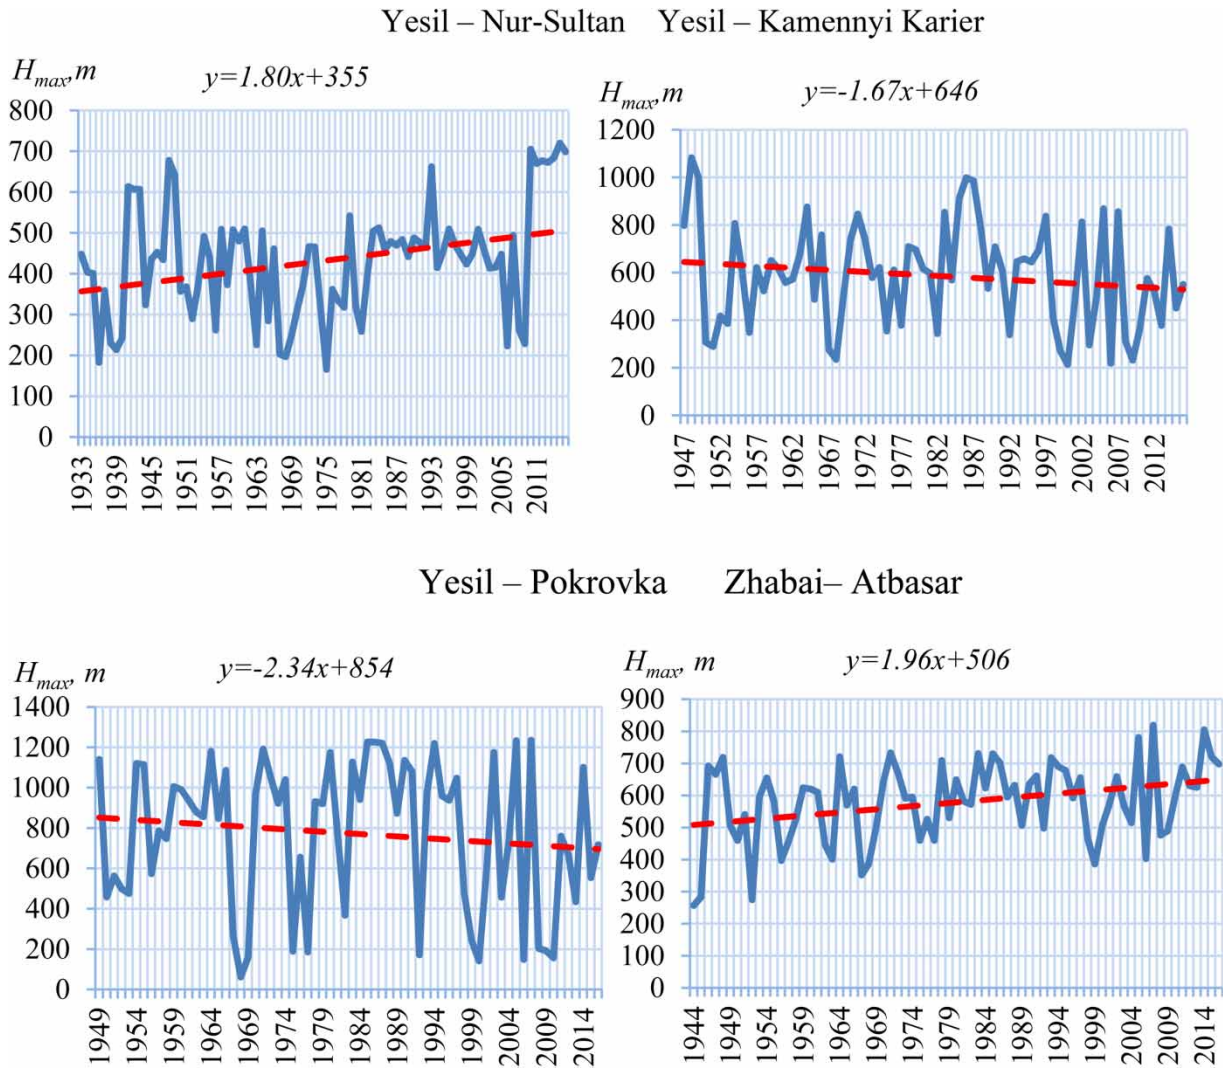 Yesil – Nur-Sultan Yesil – Kamennyi Karier
Hmax,m
y=1.80x+355
800
700
600
500
400
300
200
100
0
1933 1939 1945 1951 1957 1963 1969 1975 1981 1987 1993 1999 2005 2011
Hmax,m
y=-1.67x+646
1200
1000
800
600
400
200
0
1947 1952 1957 1962 1967 1972 1977 1982 1987 1992 1997 2002 2007 2012
Yesil – Pokrovka Zhabai– Atbasar
Hmax, m
y=-2.34x+854
1400
1200
1000
800
600
400
200
0
1949 1954 1959 1964 1969 1974 1979 1984 1989 1994 1999 2004 2009 2014
Hmax, m
y=1.96x+506
900
800
700
600
500
400
300
200
100
0
1944 1949 1954 1959 1964 1969 1974 1979 1984 1989 1994 1999 2004 2009 2014